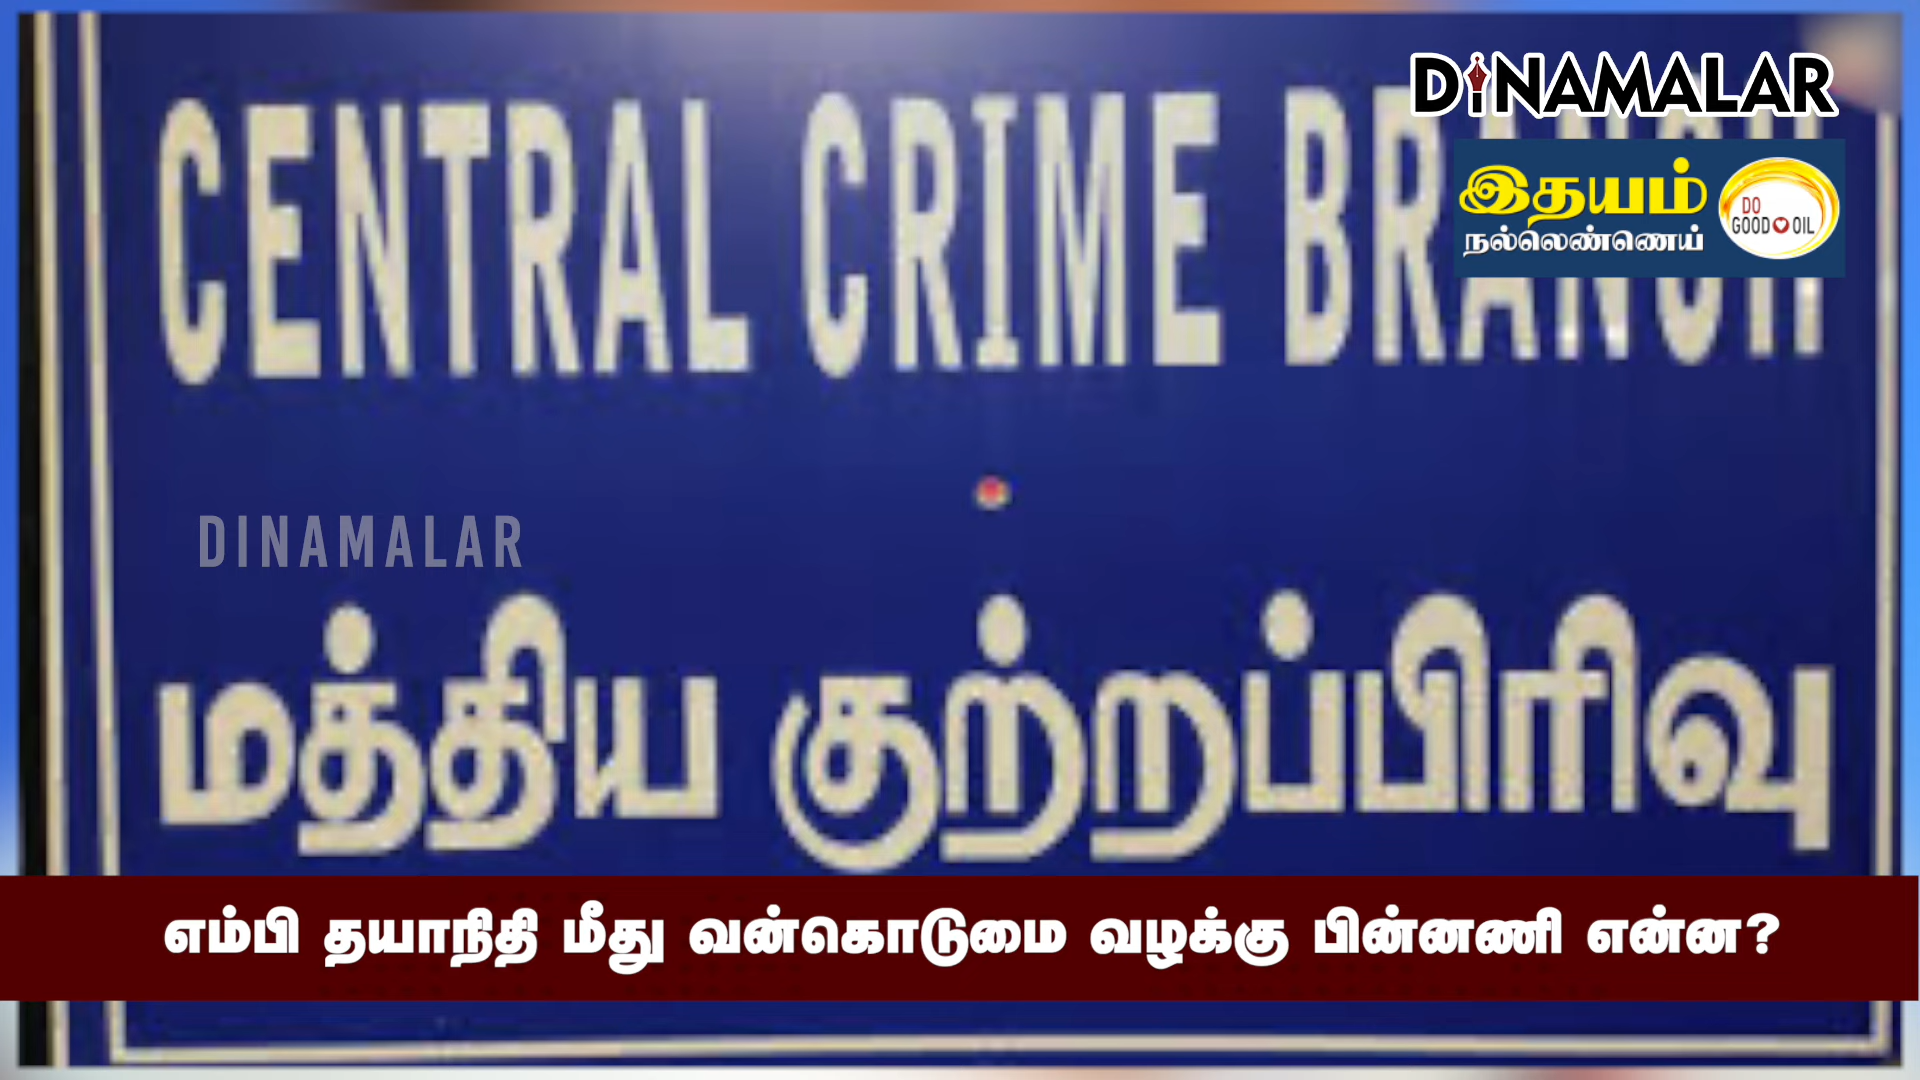 CENTRAL CRIME BRANCH
DINAMALAR
இதயம்
நல்லெண்ணெய்
DO
GOOD OIL
DINAMALAR
மத்திய குற்றப்பிரிவு
எம்பி தயாநிதி மீது வன்கொடுமை வழக்கு பின்னணி என்ன?